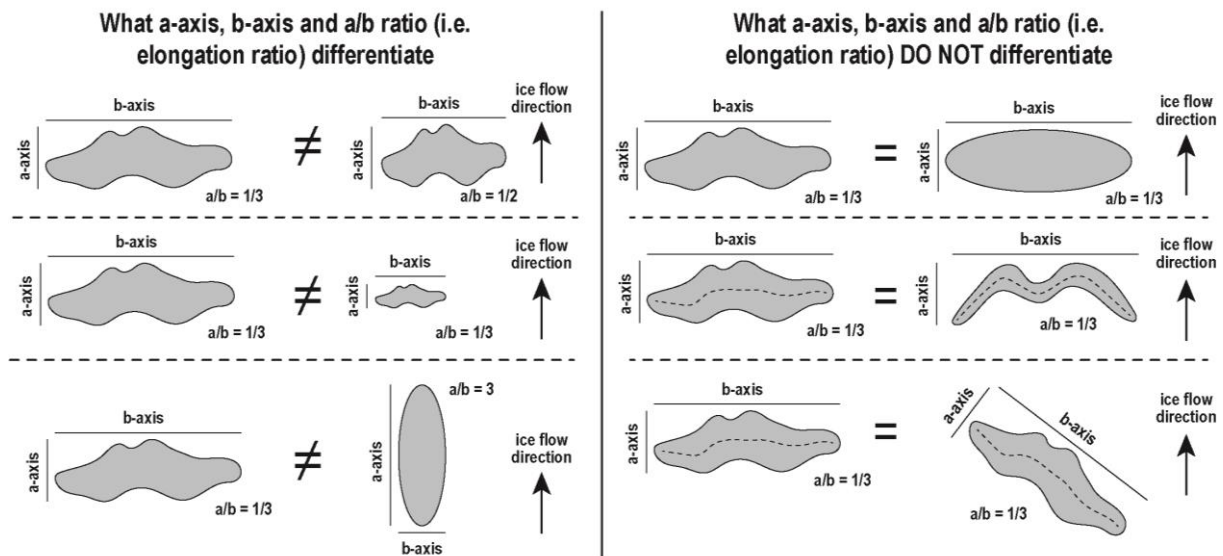 What a-axis, b-axis and a/b ratio (i.e.
elongation ratio) differentiate
b-axis
a-axis
a/b = 1/3
≠
b-axis
a-axis
a/b = 1/2
ice flow
direction
b-axis
a-axis
a/b = 1/3
≠
b-axis
a-axis
a/b = 1/3
ice flow
direction
b-axis
a-axis
a/b = 1/3
≠
a/b = 3
a-axis
b-axis
ice flow
direction
What a-axis, b-axis and a/b ratio (i.e.
elongation ratio) DO NOT differentiate
b-axis
a-axis
a/b = 1/3
=
b-axis
a-axis
a/b = 1/3
ice flow
direction
b-axis
a-axis
a/b = 1/3
=
b-axis
a-axis
a/b = 1/3
ice flow
direction
b-axis
a-axis
a/b = 1/3
=
a-axis
b-axis
a/b = 1/3
ice flow
direction